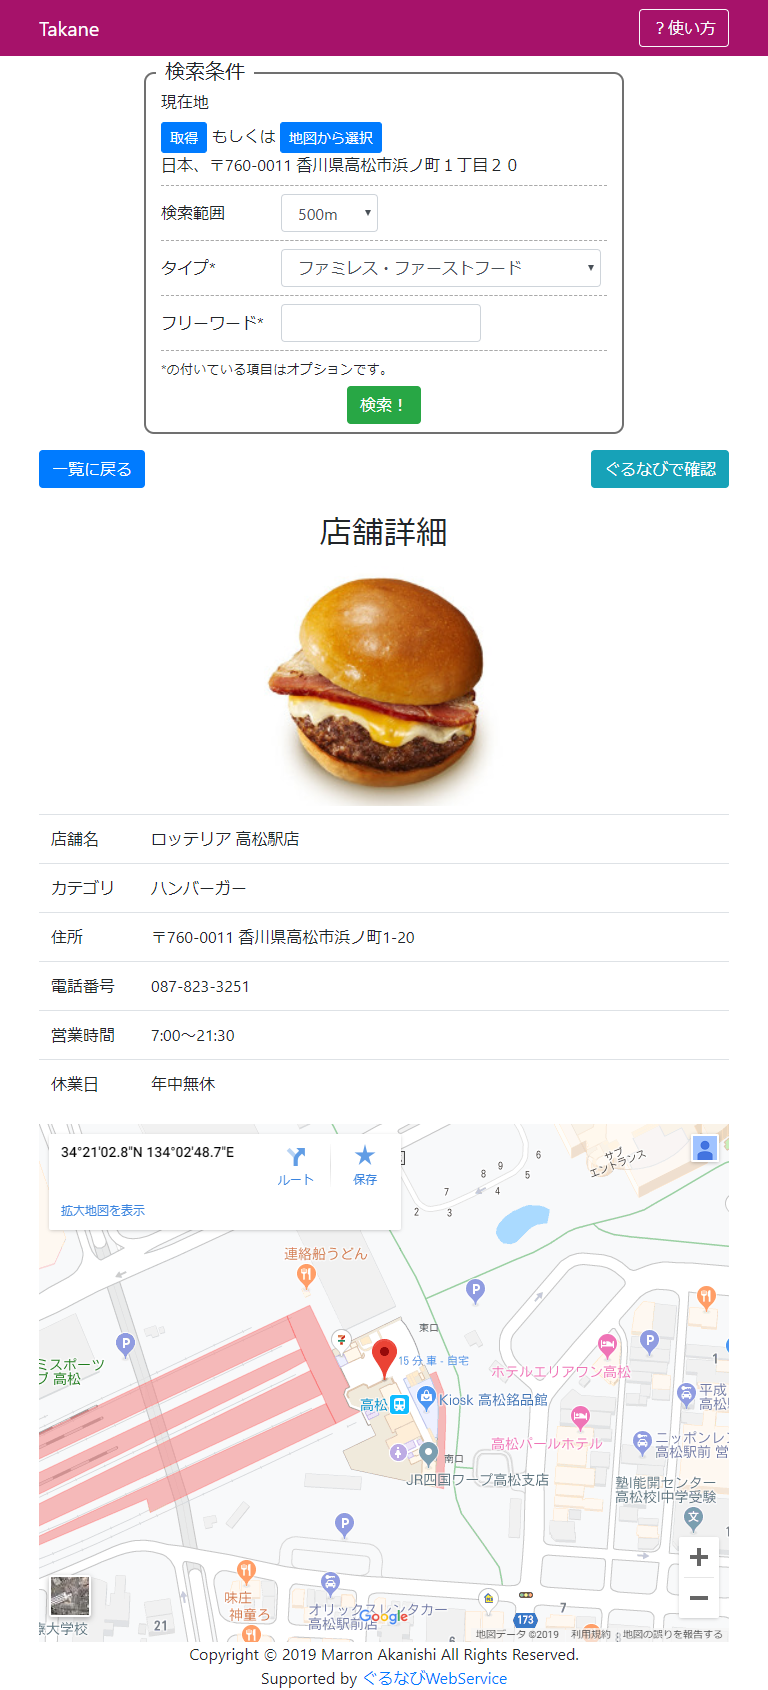 Takane
？使い方
検索条件
現在地
取得 もしくは 地図から選択
日本、〒760-0011 香川県高松市浜ノ町１丁目２０
検索範囲 500m
タイプ* ファミレス・ファーストフード
フリーワード*
*の付いている項目はオプションです。
検索！
一覧に戻る
ぐるなびで確認
店舗詳細
店舗名 ロッテリア 高松駅店
カテゴリ ハンバーガー
住所 〒760-0011 香川県高松市浜ノ町1-20
電話番号 087-823-3251
営業時間 7:00～21:30
休業日 年中無休
34°21'02.8"N 134°02'48.7"E
ルート
保存
拡大地図を表示
サブ
エントランス
6
9
8
5
7
4
2
3
連絡船うどん
P
P
東口
P
15 分 車 - 自宅
ミスポーツ
ブ 高松
ホテルエリアワン高松
1
高松
Kiosk 高松銘品館
平成
高松
高松パールホテル
ニッポンレン
高松駅前 営
南口
JR四国ワープ高松支店
塾|能開センター
高松校|中学受験
文
P
1
味庄
神童ろ
オリックスレンタカー
高松駅前店
Google
173
7
21
大学校
地図データ ©2019
利用規約
地図の誤りを報告する
Copyright © 2019 Marron Akanishi All Rights Reserved.
Supported by ぐるなびWebService